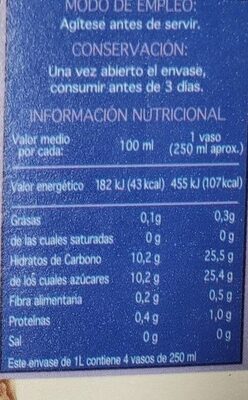 MODO DE EMPLEO:
Agítese antes de servir.
CONSERVACIÓN:
Una vez abierto el envase,
consumir antes de 3 días.
INFORMACIÓN NUTRICIONAL
Valor medio por cada: 100 ml 1 vaso (250 ml aprox.)
Valor energético 182 kJ (43 kcal) 455 kJ (107 kcal)
Grasas 0,1g 0,3g
de las cuales saturadas 0 g 0 g
Hidratos de Carbono 10,2 g 25,5 g
de los cuales azúcares 10,2 g 25,4 g
Fibra alimentaria 0,2 g 0,5 g
Proteínas 0,4 g 1,0 g
Sal 0 g 0 g
Este envase de 1L contiene 4 vasos de 250 ml